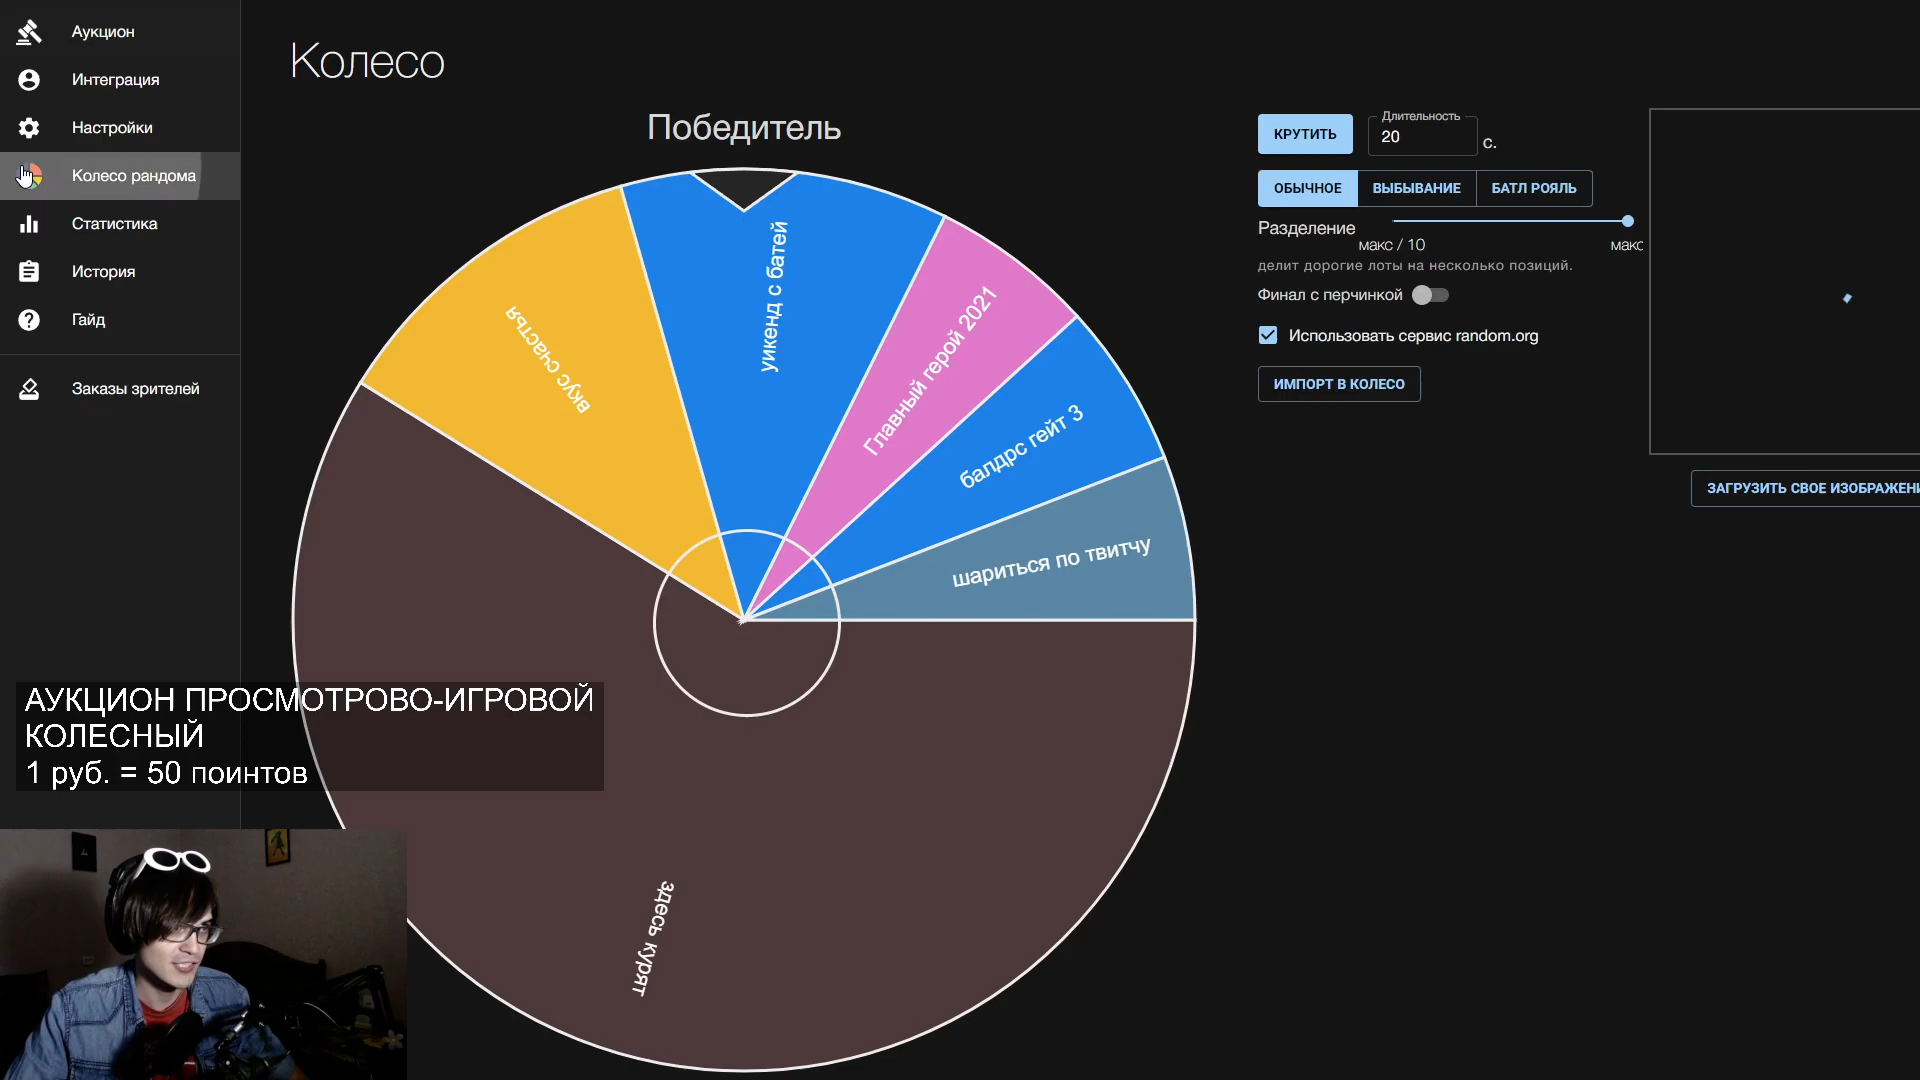 Аукцион
Интеграция
Настройки
Колесо рандома
Статистика
История
Гайд
Заказы зрителей
Колесо
Победитель
вкус счастья
уикенд с батей
Главный герой 2021
балдрс гейт 3
шариться по твитчу
здесь курят
КРУТИТЬ
Длительность
20
с.
ОБЫЧНОЕ
ВЫБЫВАНИЕ
БАТЛ РОЯЛЬ
Разделение
макс / 10
макс
делит дорогие лоты на несколько позиций.
Финал с перчинкой
Использовать сервис random.org
ИМПОРТ В КОЛЕСО
ЗАГРУЗИТЬ СВОЕ ИЗОБРАЖЕНИ
АУКЦИОН ПРОСМОТРОВО-ИГРОВОЙ
КОЛЕСНЫЙ
1 руб. = 50 поинтов